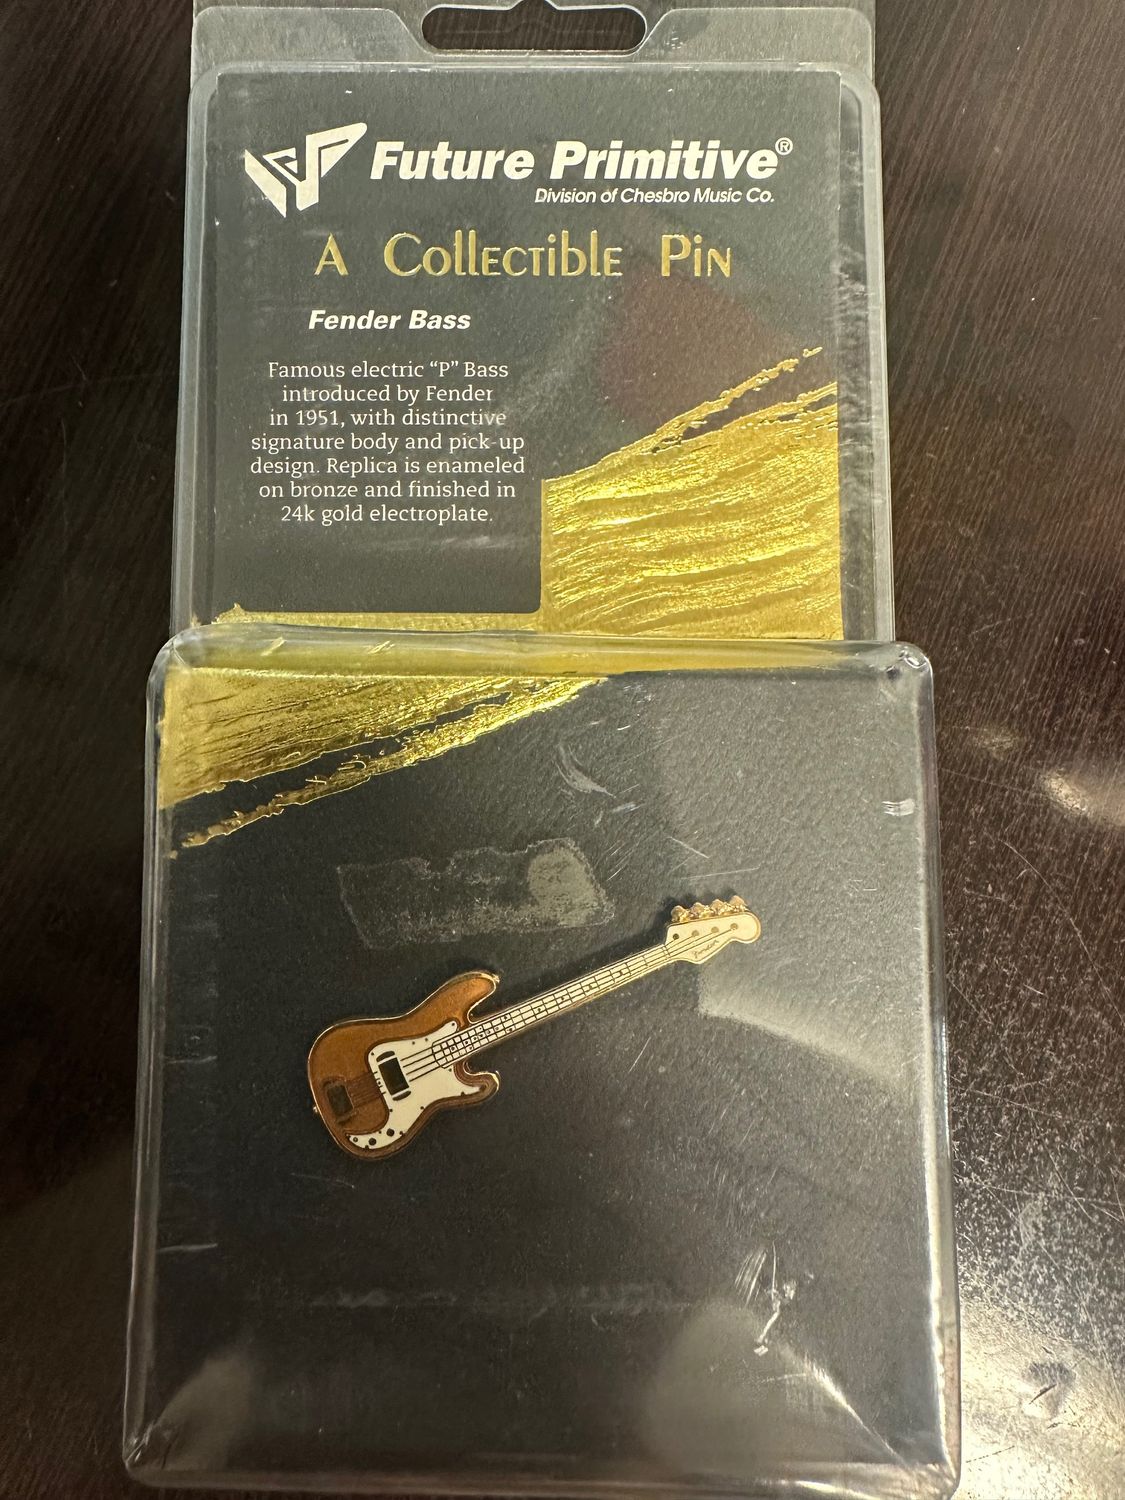 Future Primitive®
Division of Chesbro Music Co.
A Collectible Pin
Fender Bass
Famous electric “P” Bass
introduced by Fender
in 1951, with distinctive
signature body and pick-up
design. Replica is enameled
on bronze and finished in
24k gold electroplate.
Fender